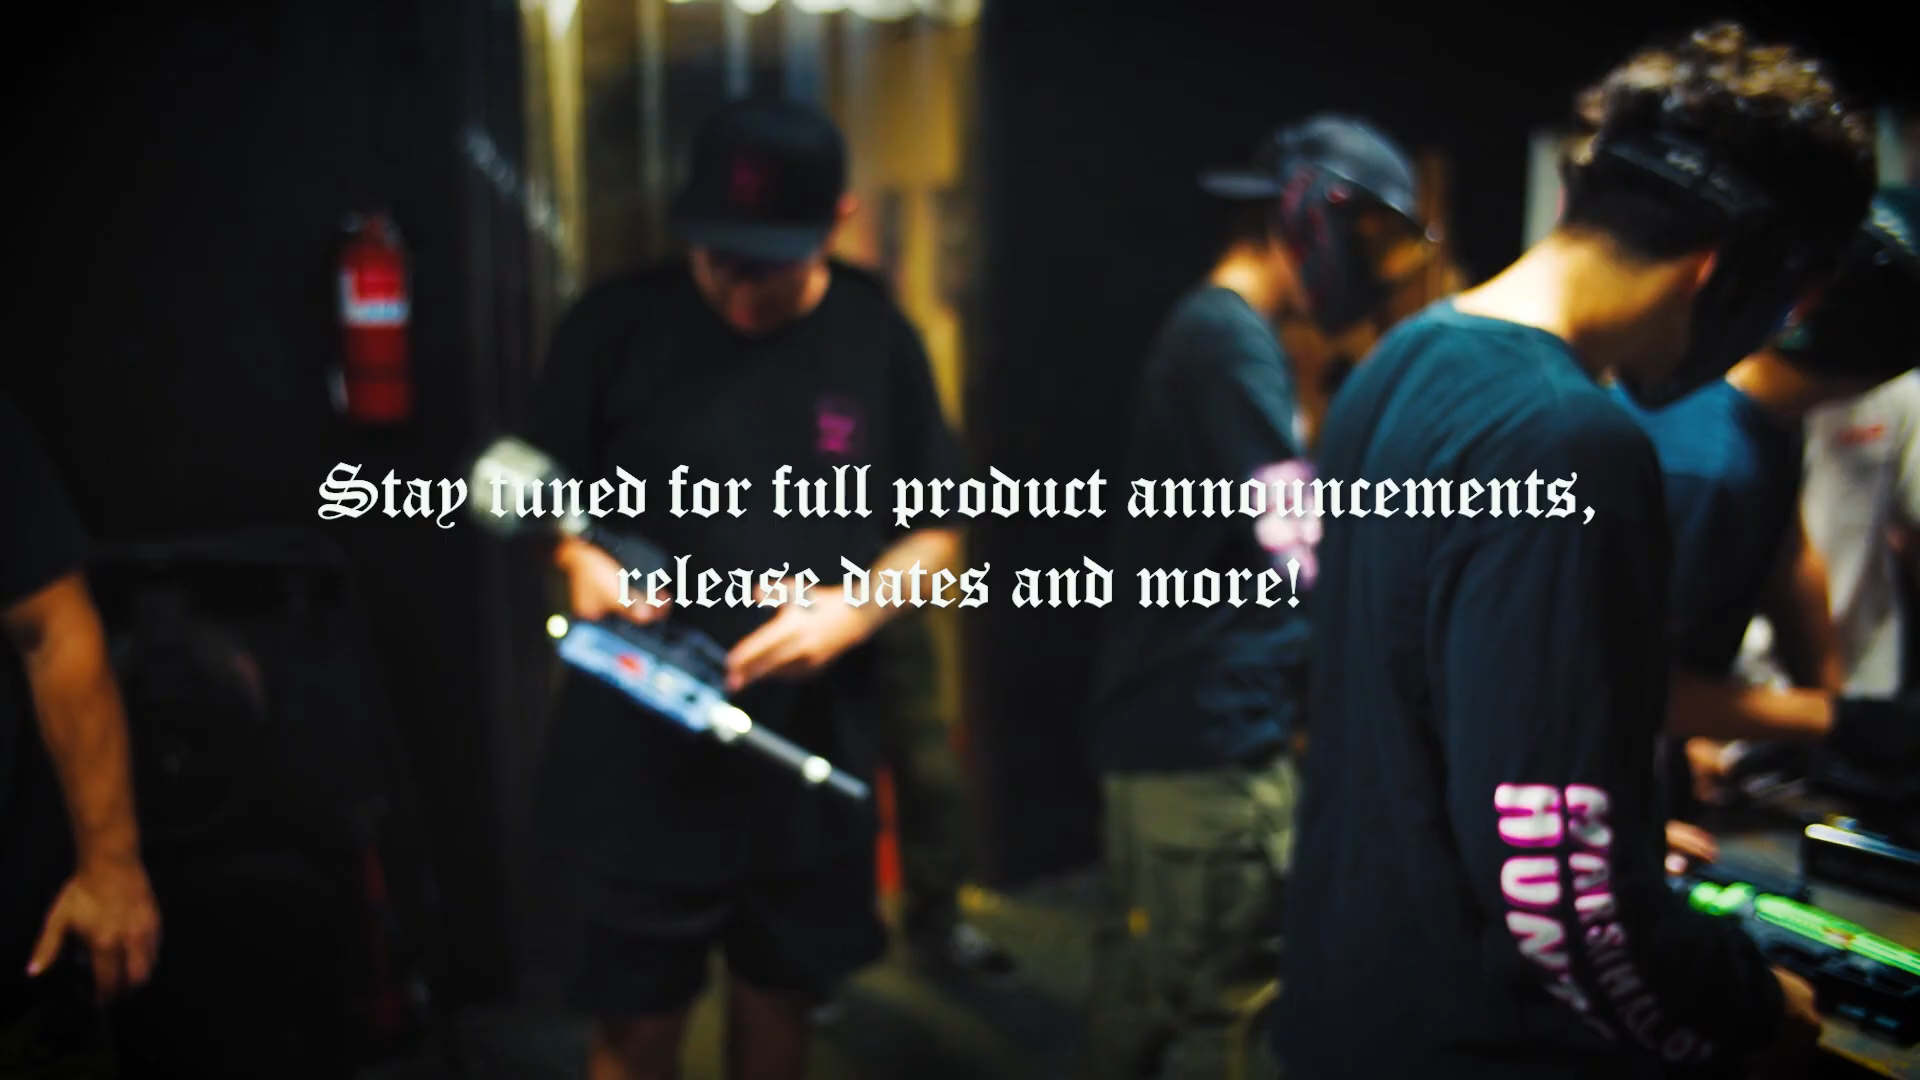 Stay tuned for full product announcements,
release dates and more!